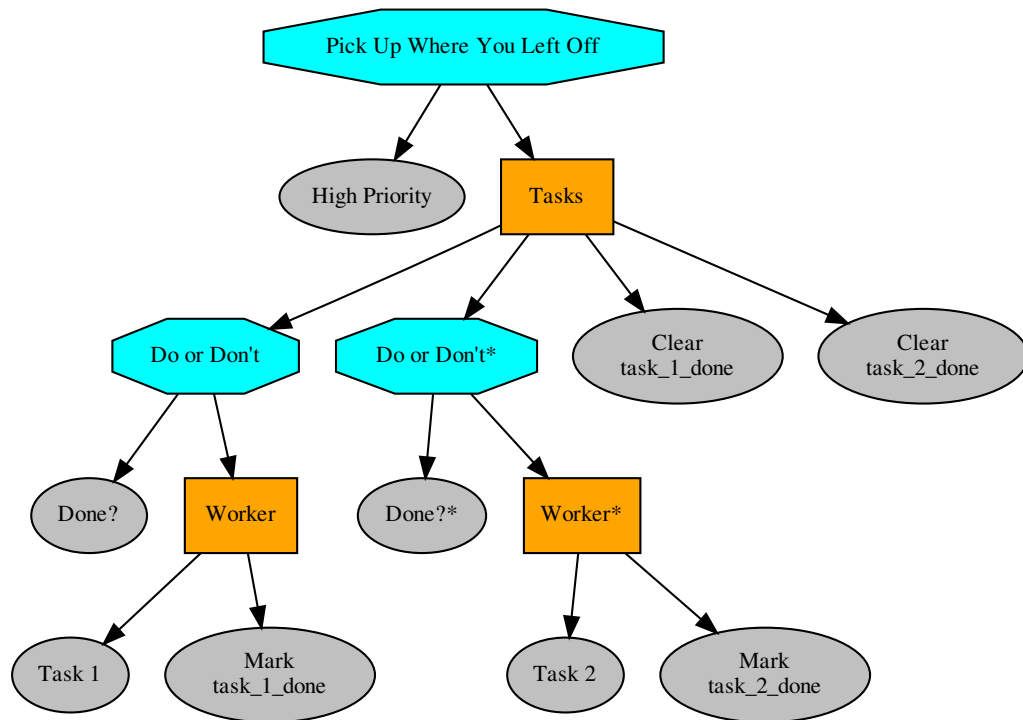 Pick Up Where You Left Off
High Priority
Tasks
Do or Don't
Do or Don't*
Clear
task_1_done
Clear
task_2_done
Done?
Worker
Done?*
Worker*
Task 1
Mark
task_1_done
Task 2
Mark
task_2_done